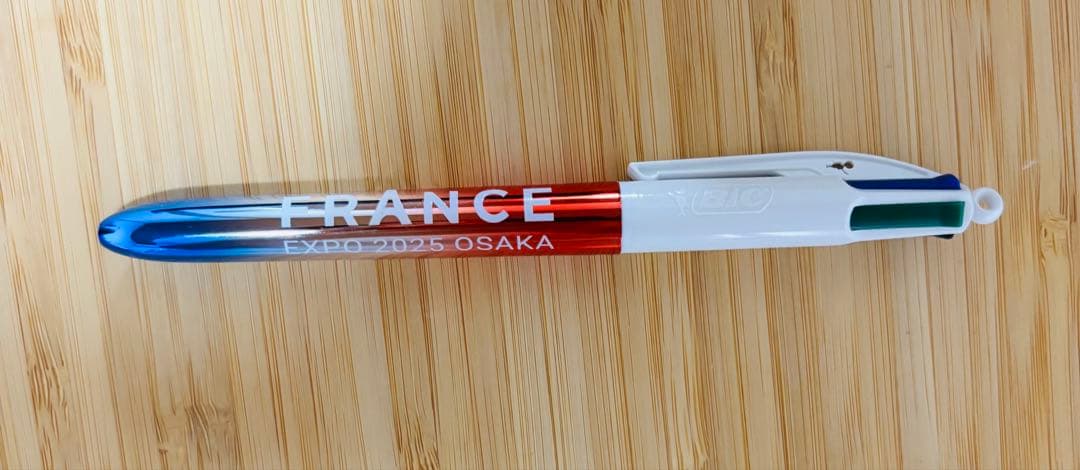 FRANCE
EXPO 2025 OSAKA
BIC